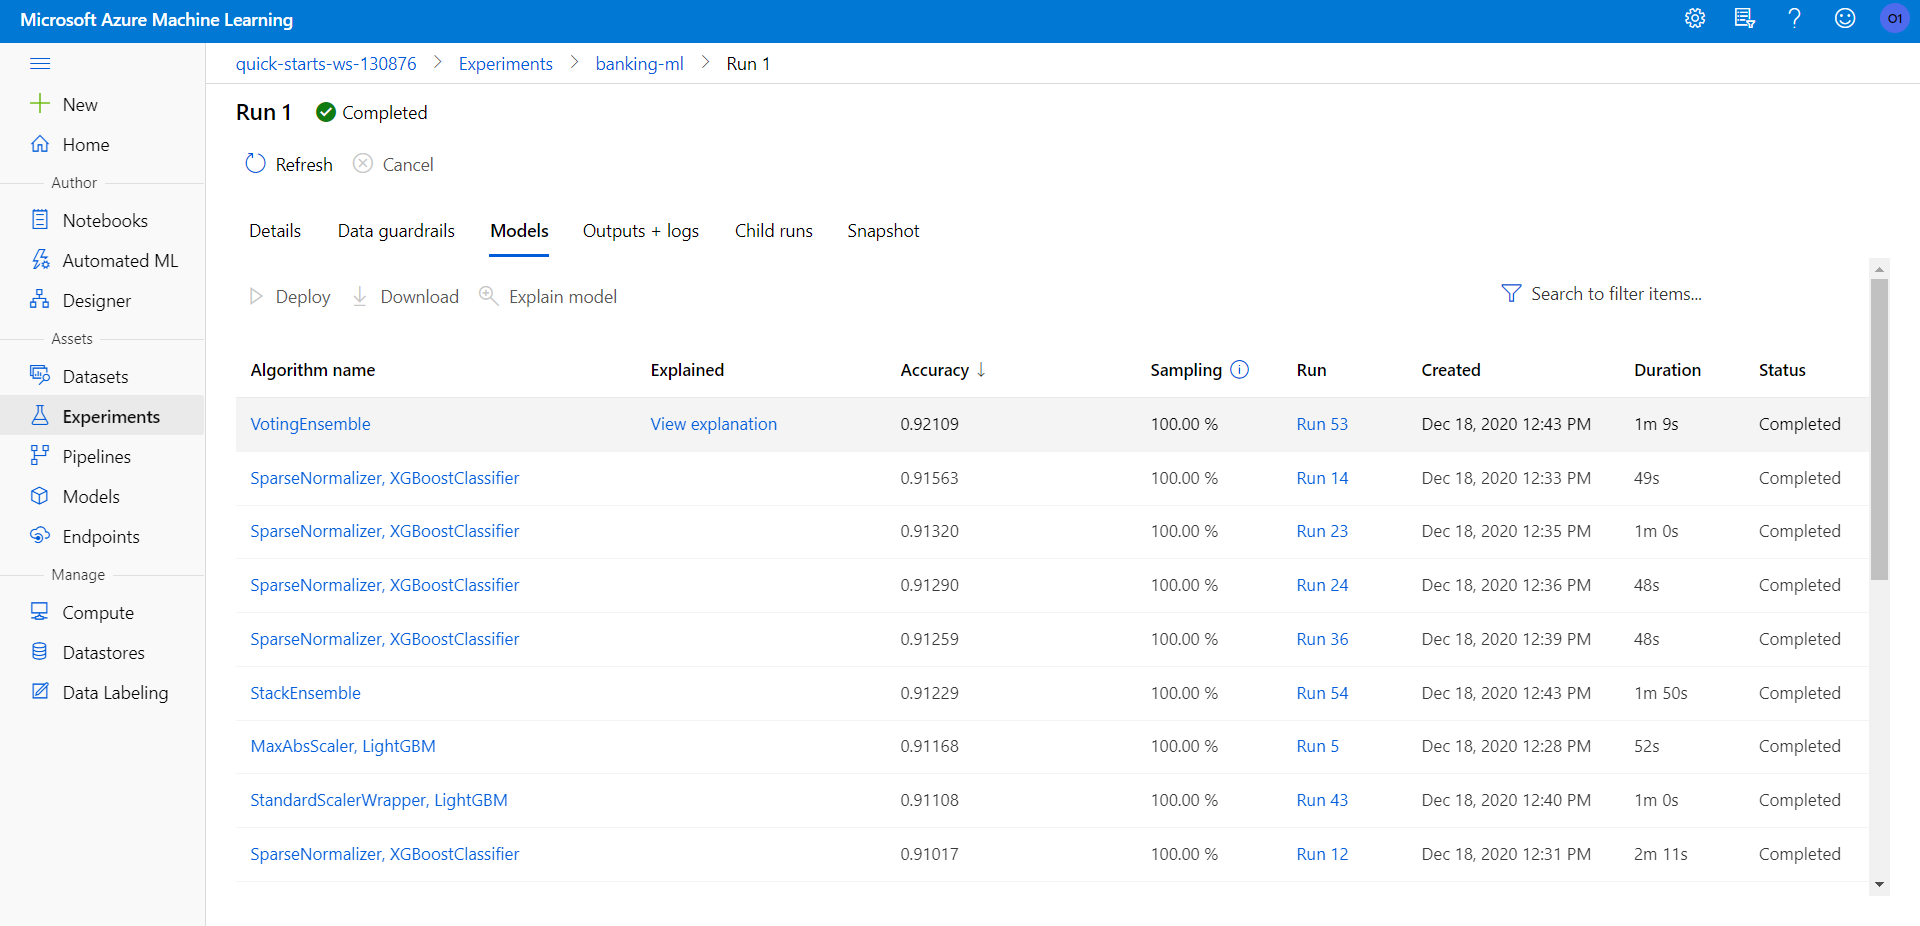 Microsoft Azure Machine Learning
O1
quick-starts-ws-130876 > Experiments > banking-ml > Run 1
New
Home
Author
Notebooks
Automated ML
Designer
Assets
Datasets
Experiments
Pipelines
Models
Endpoints
Manage
Compute
Datastores
Data Labeling
Run 1 Completed
Refresh Cancel
Details Data guardrails Models Outputs + logs Child runs Snapshot
Deploy Download Explain model Search to filter items...
Algorithm name Explained Accuracy ↓ Sampling Run Created Duration Status
VotingEnsemble View explanation 0.92109 100.00 % Run 53 Dec 18, 2020 12:43 PM 1m 9s Completed
SparseNormalizer, XGBoostClassifier 0.91563 100.00 % Run 14 Dec 18, 2020 12:33 PM 49s Completed
SparseNormalizer, XGBoostClassifier 0.91320 100.00 % Run 23 Dec 18, 2020 12:35 PM 1m 0s Completed
SparseNormalizer, XGBoostClassifier 0.91290 100.00 % Run 24 Dec 18, 2020 12:36 PM 48s Completed
SparseNormalizer, XGBoostClassifier 0.91259 100.00 % Run 36 Dec 18, 2020 12:39 PM 48s Completed
StackEnsemble 0.91229 100.00 % Run 54 Dec 18, 2020 12:43 PM 1m 50s Completed
MaxAbsScaler, LightGBM 0.91168 100.00 % Run 5 Dec 18, 2020 12:28 PM 52s Completed
StandardScalerWrapper, LightGBM 0.91108 100.00 % Run 43 Dec 18, 2020 12:40 PM 1m 0s Completed
SparseNormalizer, XGBoostClassifier 0.91017 100.00 % Run 12 Dec 18, 2020 12:31 PM 2m 11s Completed